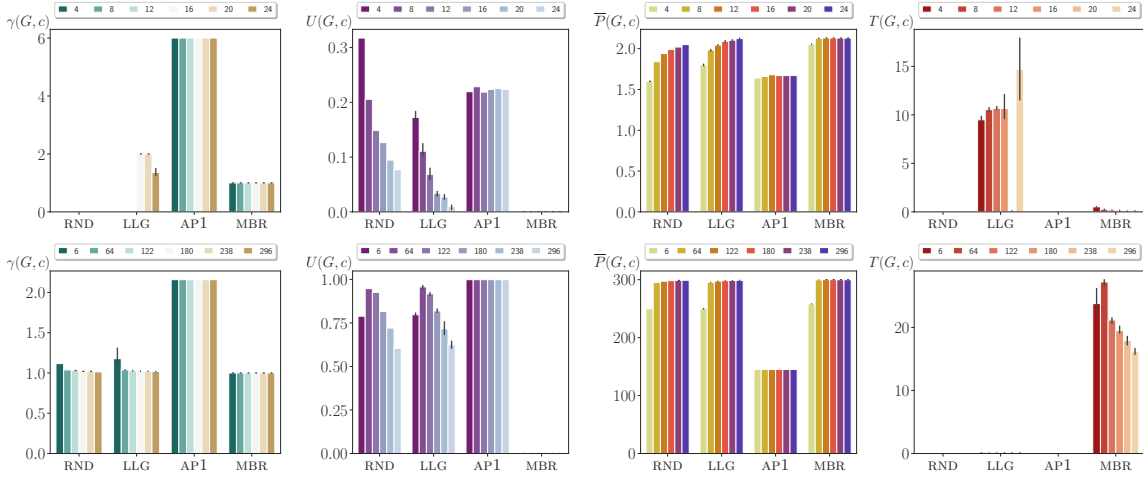 γ(G,c) 4 8 12 16 20 24
6
4
2
0
RND LLG AP1 MBR
U(G,c) 4 8 12 16 20 24
0.3
0.2
0.1
0.0
RND LLG AP1 MBR
P(G,c) 4 8 12 16 20 24
2.0
1.5
1.0
0.5
0.0
RND LLG AP1 MBR
T(G,c) 4 8 12 16 20 24
15
10
5
0
RND LLG AP1 MBR
γ(G,c) 6 64 122 180 238 296
2.0
1.5
1.0
0.5
0.0
RND LLG AP1 MBR
U(G,c) 6 64 122 180 238 296
1.00
0.75
0.50
0.25
0.00
RND LLG AP1 MBR
P̅(G,c) 6 64 122 180 238 296
300
200
100
0
RND LLG AP1 MBR
T(G,c) 6 64 122 180 238 296
20
10
0
RND LLG AP1 MBR